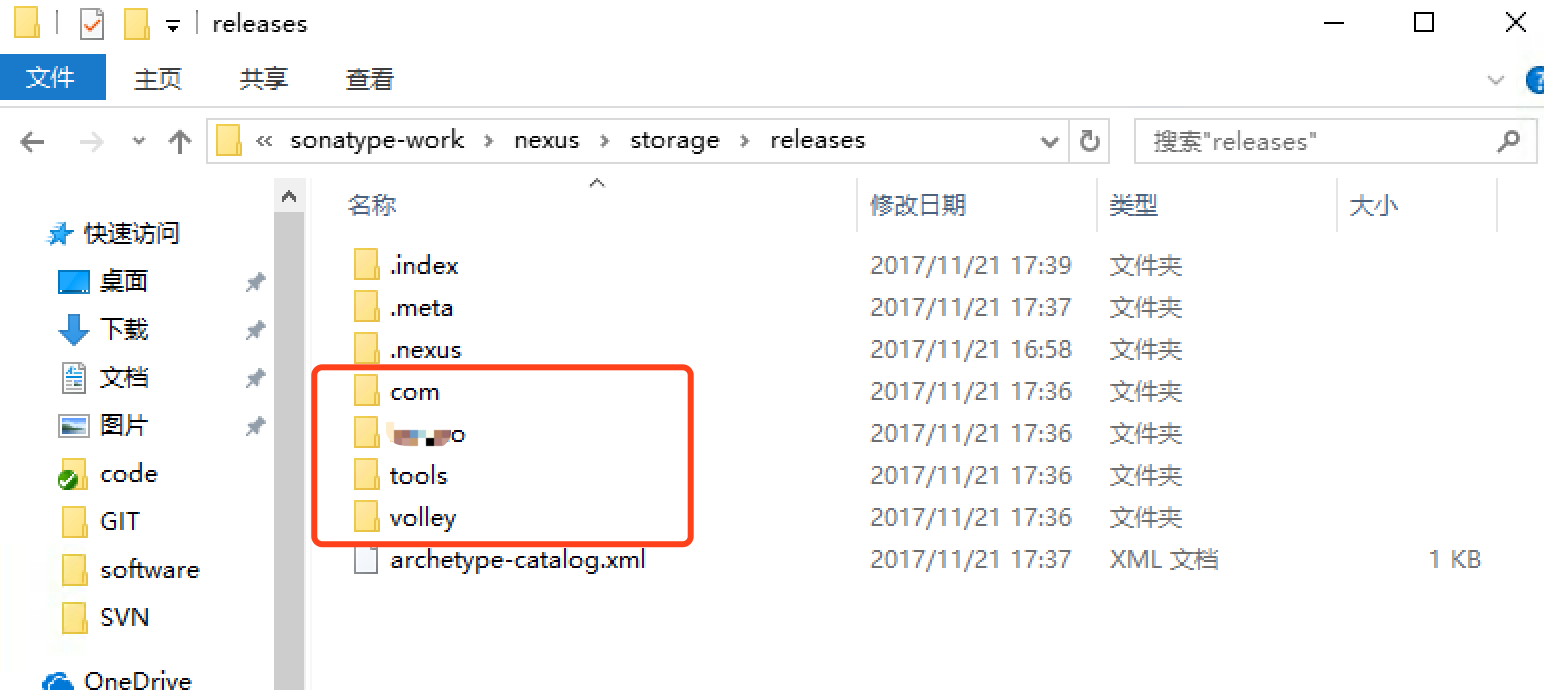 releases
文件 主页 共享 查看
« sonatype-work > nexus > storage > releases 搜索"releases"
名称 修改日期 类型 大小
快速访问
桌面
下载
文档
图片
code
GIT
software
SVN
OneDrive
.index 2017/11/21 17:39 文件夹
.meta 2017/11/21 17:37 文件夹
.nexus 2017/11/21 16:58 文件夹
com 2017/11/21 17:36 文件夹
2017/11/21 17:36 文件夹
tools 2017/11/21 17:36 文件夹
volley 2017/11/21 17:36 文件夹
archetype-catalog.xml 2017/11/21 17:37 XML 文档 1 KB